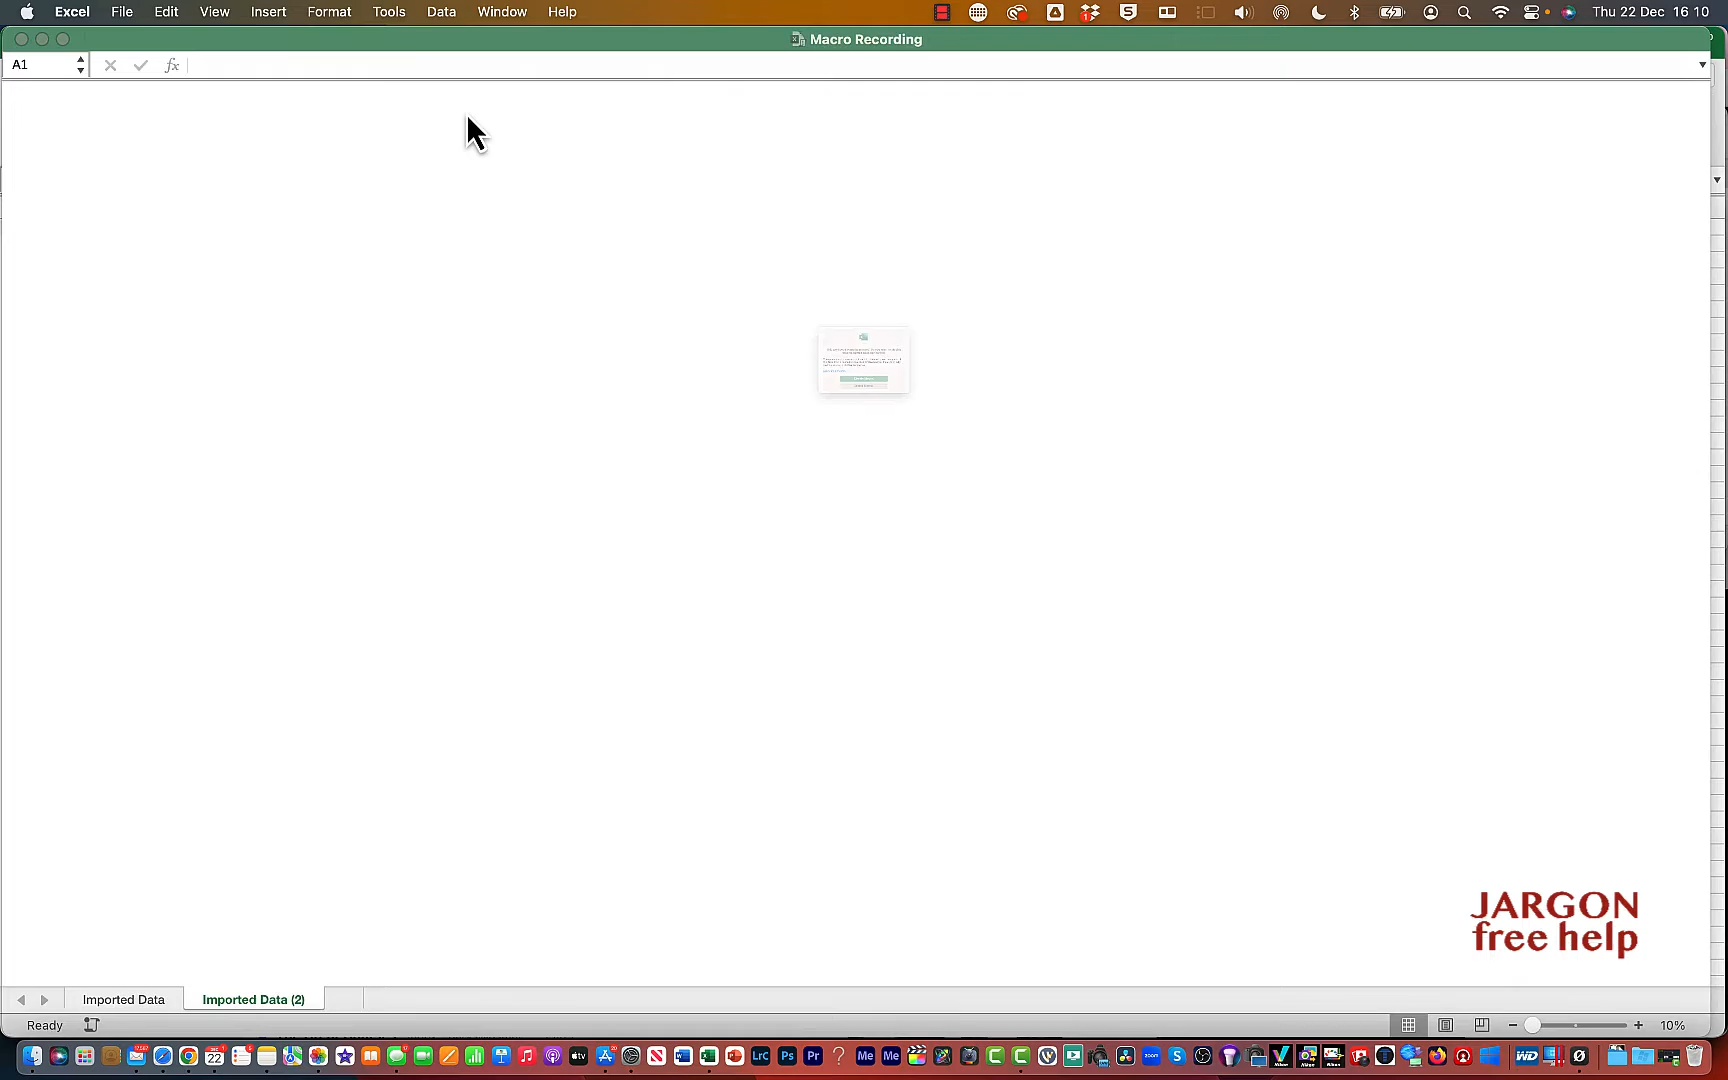 Excel File Edit View Insert Format Tools Data Window Help
Thu 22 Dec 16 10
Macro Recording
A1
fx
JARGON
free help
Imported Data
Imported Data (2)
Ready
10%